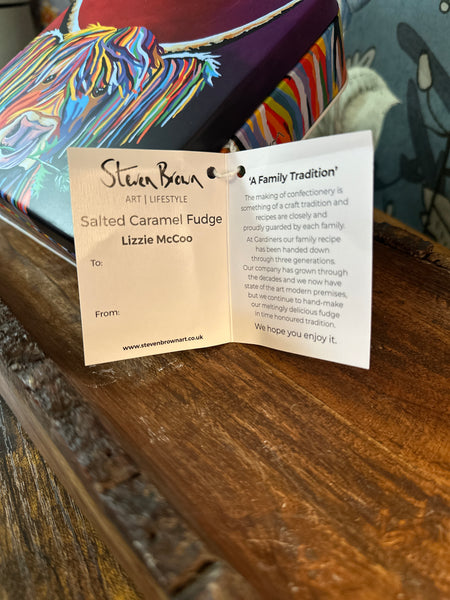 Steven Brown
ART | LIFESTYLE
Salted Caramel Fudge
Lizzie McCoo
To:
From:
www.stevenbrownart.co.uk
'A Family Tradition'
The making of confectionery is
something of a craft tradition and
recipes are closely and
proudly guarded by each family.
At Gardiners our family recipe
has been handed down
through three generations.
Our company has grown through
the decades and we now have
state of the art modern premises,
but we continue to hand-make
our meltingly delicious fudge
in time honoured tradition.
We hope you enjoy it.